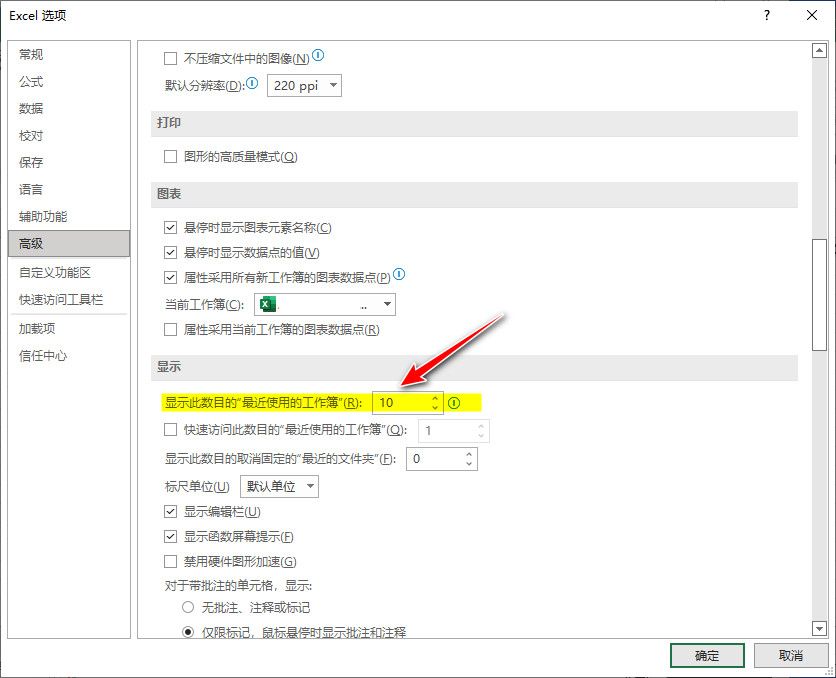 Excel 选项
?
常规
公式
数据
校对
保存
语言
辅助功能
高级
自定义功能区
快速访问工具栏
加载项
信任中心
不压缩文件中的图像(N)
默认分辨率(D): 220 ppi
打印
图形的高质量模式(Q)
图表
悬停时显示图表元素名称(C)
悬停时显示数据点的值(V)
属性采用所有新工作簿的图表数据点(P)
当前工作簿(C): ..
属性采用当前工作簿的图表数据点(R)
显示
显示此数目的“最近使用的工作簿”(R): 10
快速访问此数目的“最近使用的工作簿”(Q): 1
显示此数目的取消固定的“最近的文件夹”(F): 0
标尺单位(U) 默认单位
显示编辑栏(U)
显示函数屏幕提示(F)
禁用硬件图形加速(G)
对于带批注的单元格，显示:
无批注、注释或标记
仅限标记，鼠标悬停时显示批注和注释
确定 取消